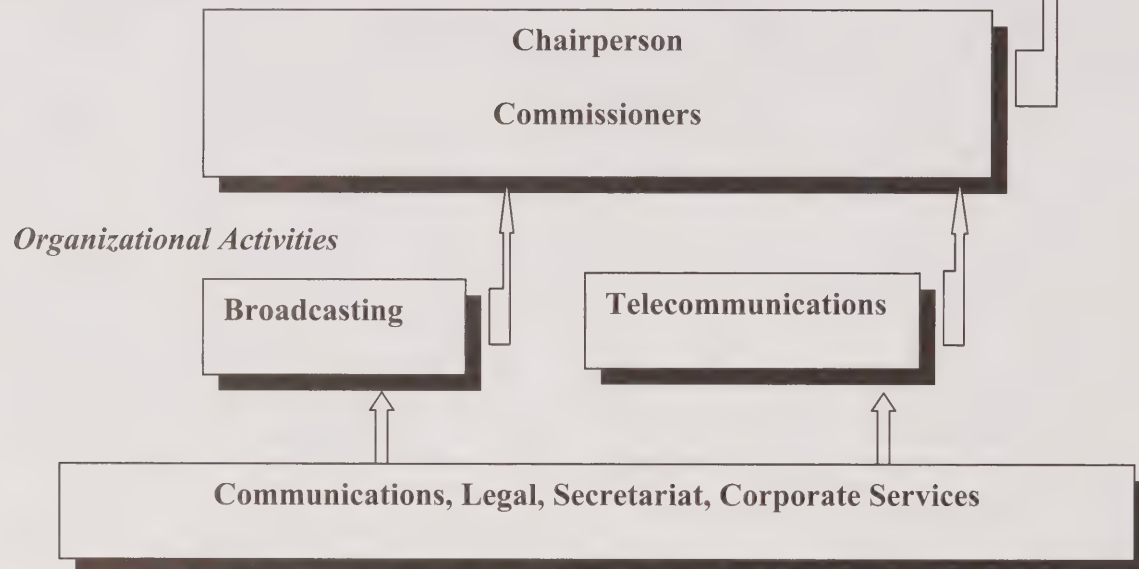 Chairperson
Commissioners
Organizational Activities
Broadcasting
Telecommunications
Communications, Legal, Secretariat, Corporate Services